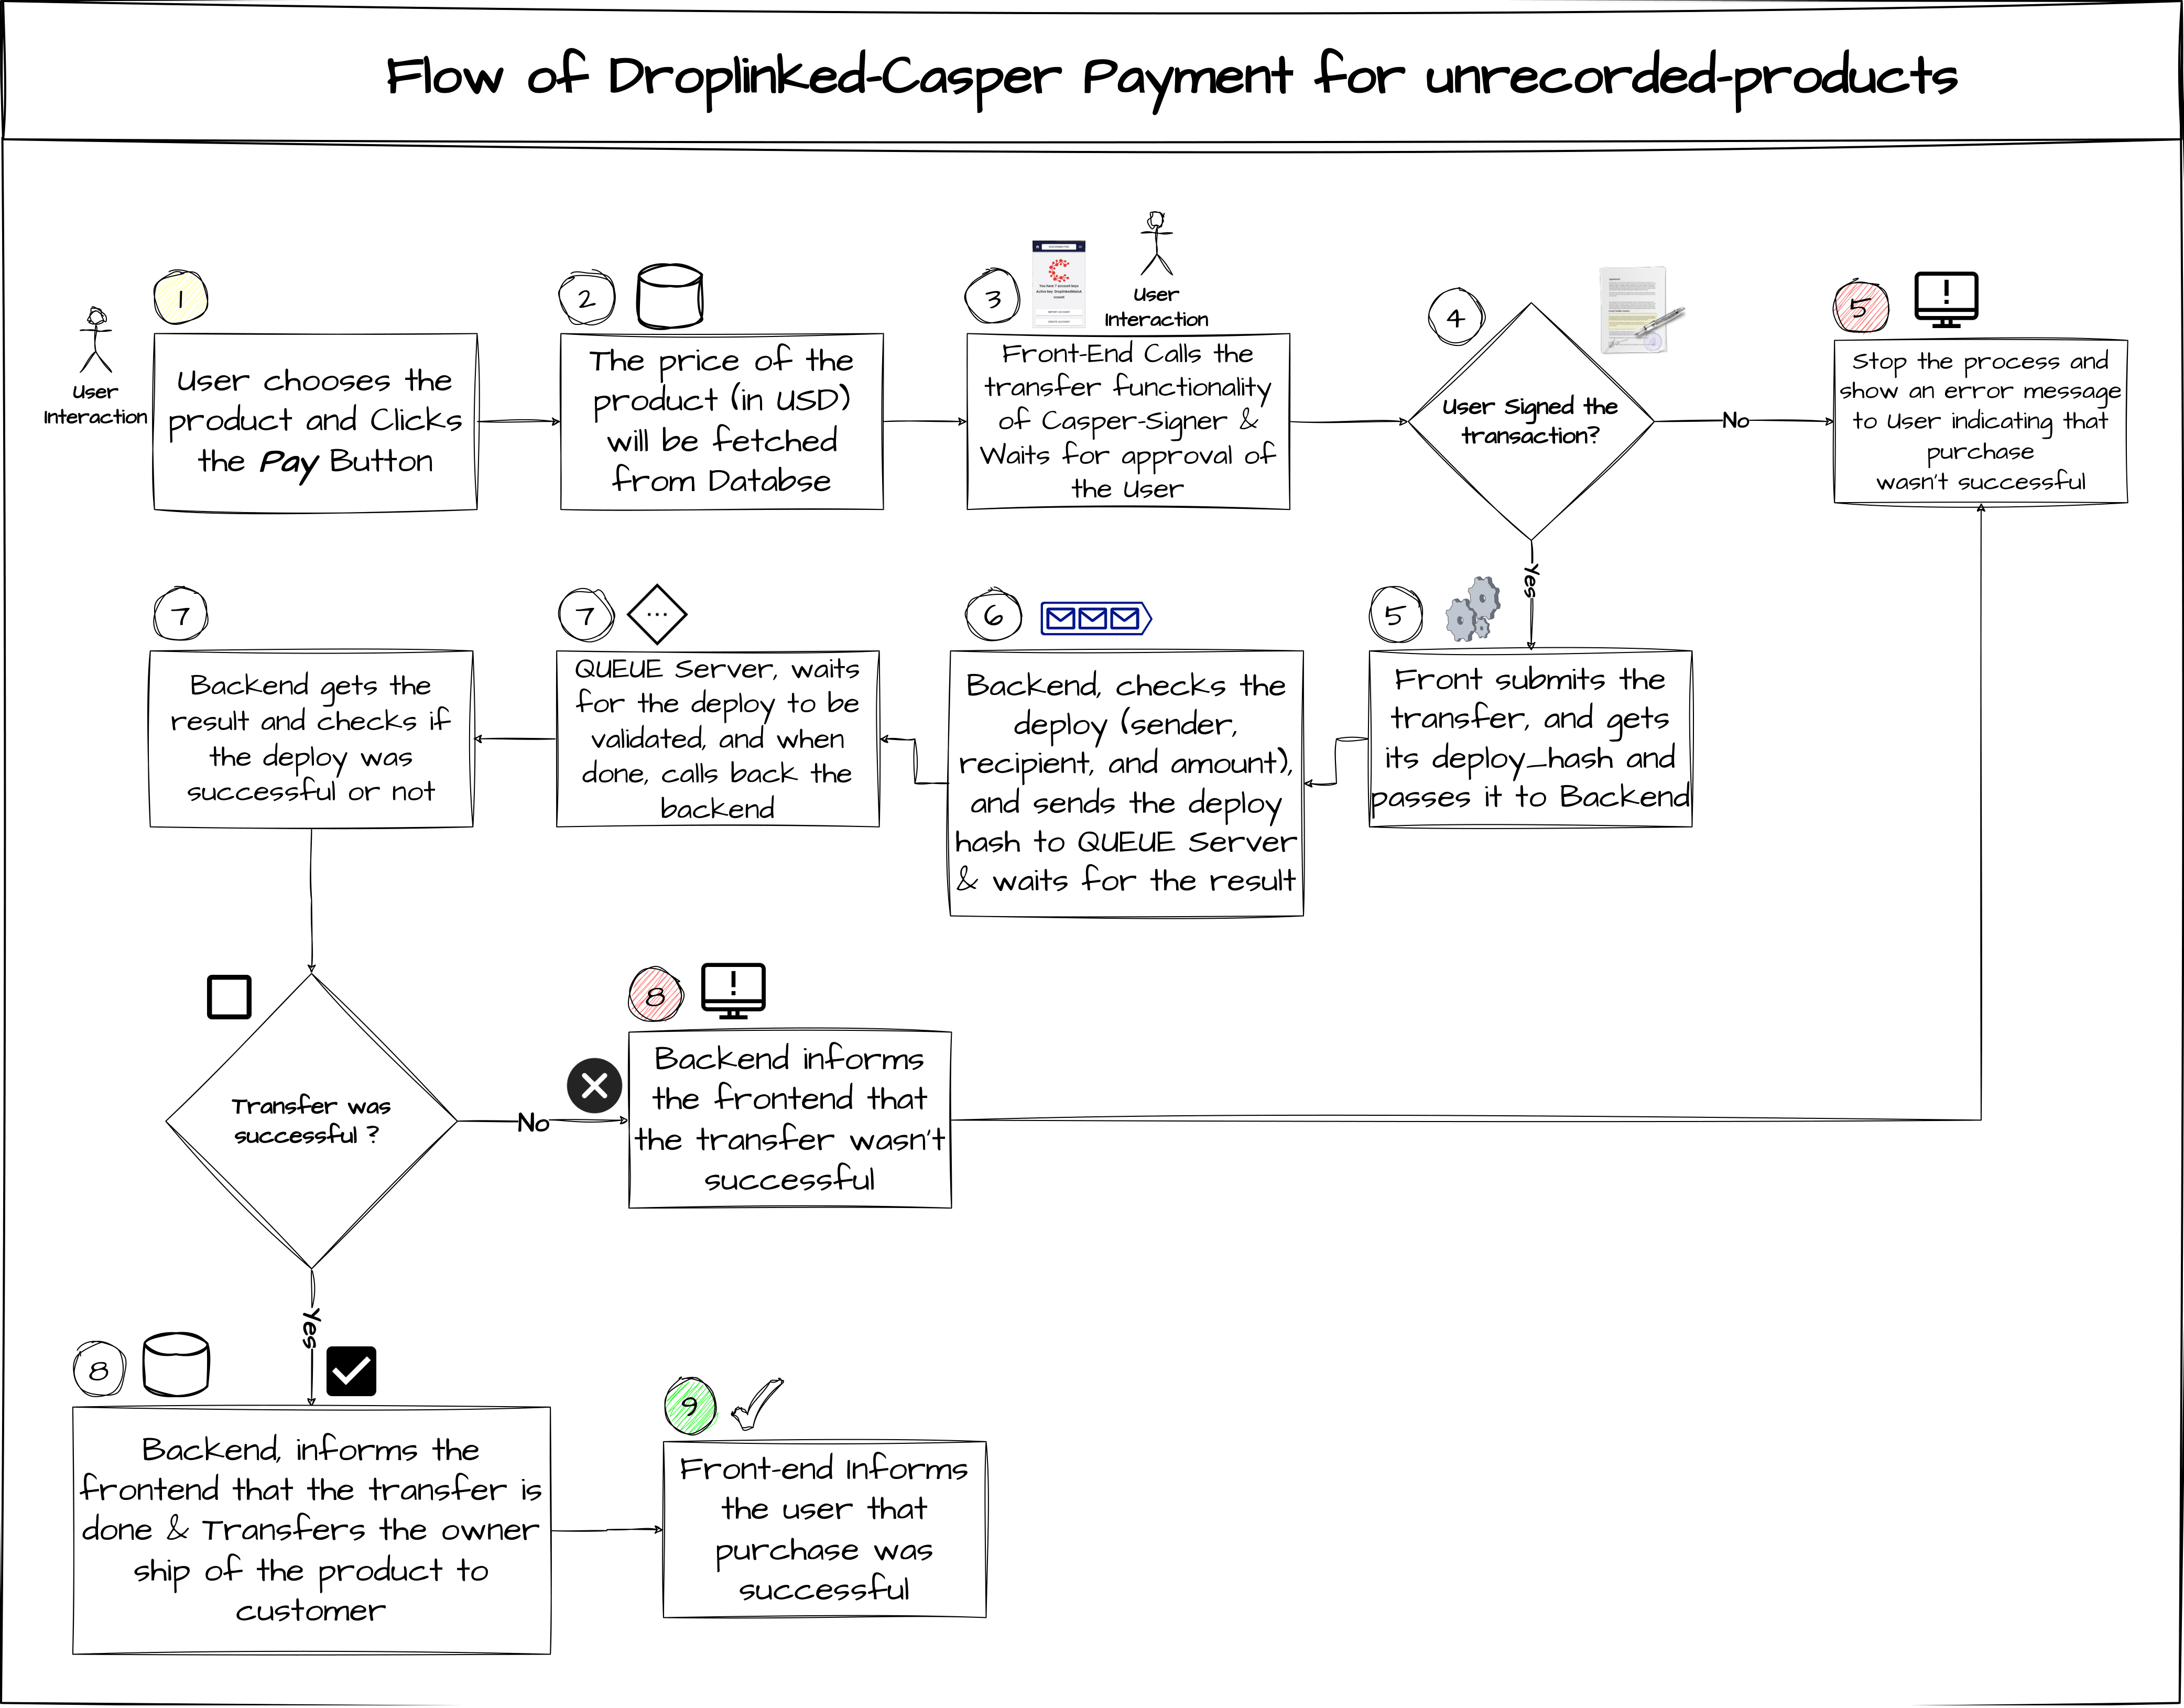 Flow of Droplinked-Casper Payment for unrecorded-products
1
User
Interaction
User chooses the
product and Clicks
the Pay Button
2
The price of the
product (in USD)
will be fetched
from Databse
3
User
Interaction
You have 7 account keys
Front-End Calls the
transfer functionality
of Casper-Signer &
Waits for approval of
the User
4
User Signed the
transaction?
No
Yes
5
Stop the process and
show an error message
to User indicating that
purchase
wasn't successful
5
Front submits the
transfer, and gets
its deploy_hash and
passes it to Backend
6
Backend, checks the
deploy (sender,
recipient, and amount),
and sends the deploy
hash to QUEUE Server
& waits for the result
7
QUEUE Server, waits
for the deploy to be
validated, and when
done, calls back the
backend
7
Backend gets the
result and checks if
the deploy was
successful or not
Transfer was
successful ?
No
8
Backend informs
the frontend that
the transfer wasn't
successful
Yes
8
Backend, informs the
frontend that the transfer is
done & Transfers the owner
ship of the product to
customer
9
Front-end Informs
the user that
purchase was
successful